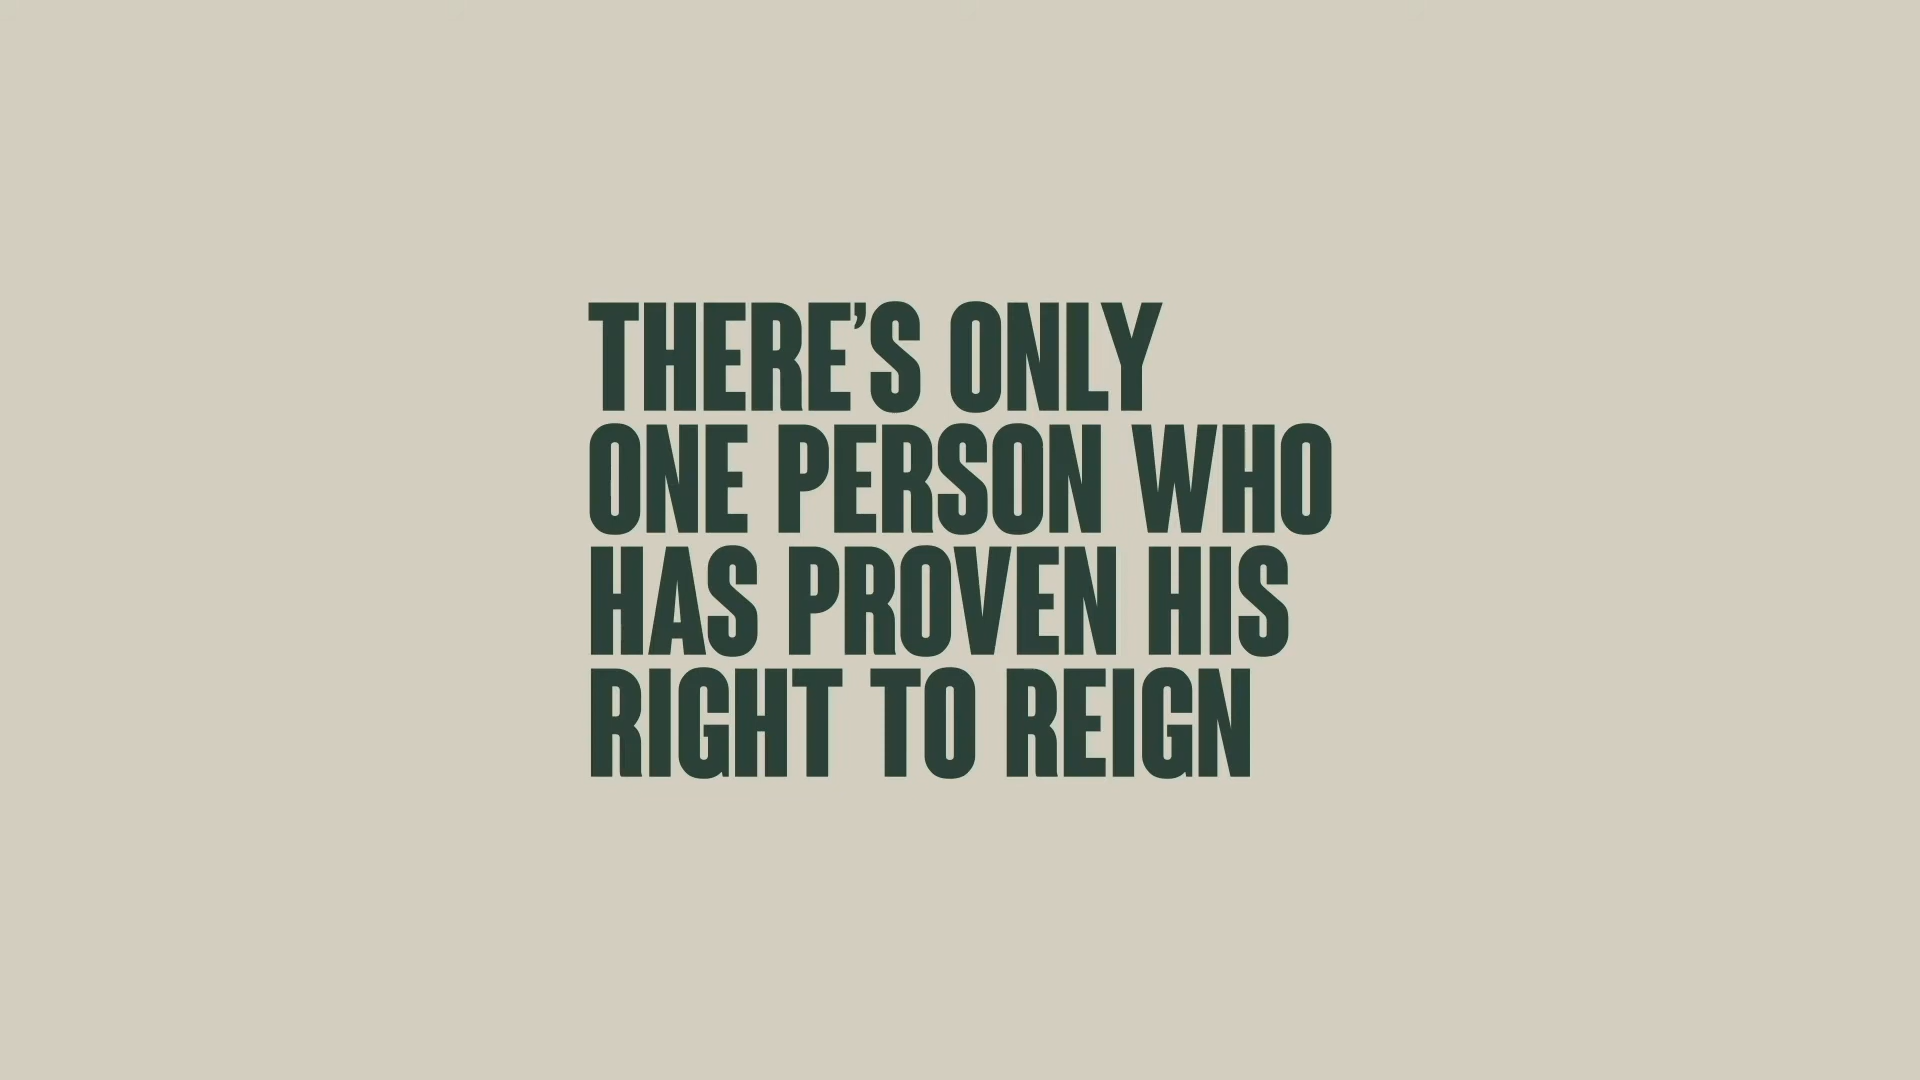 THERE’S ONLY
ONE PERSON WHO
HAS PROVEN HIS
RIGHT TO REIGN